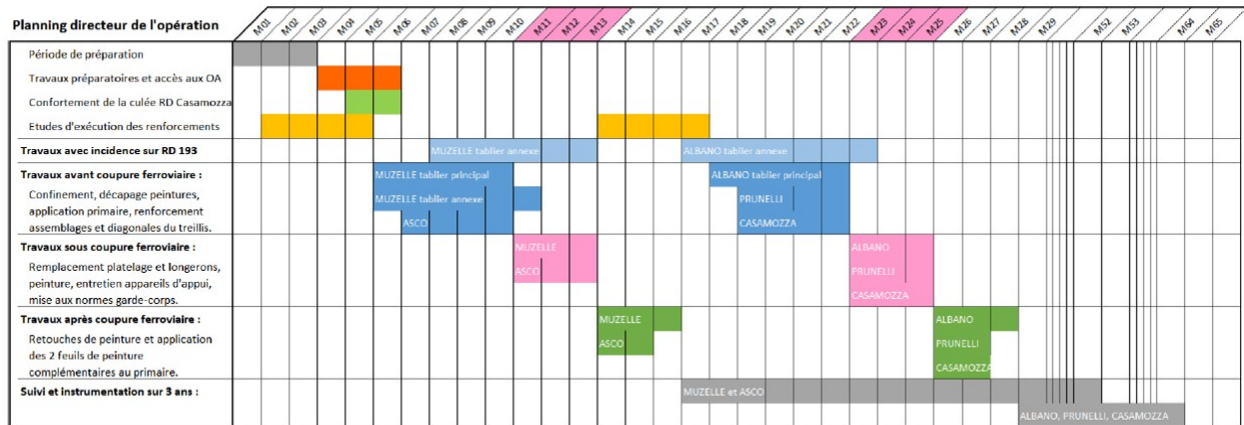 Planning directeur de l'opération
M01 M02 M03 M04 M05 M06 M07 M08 M09 M10 M11 M12 M13 M14 M15 M16 M17 M18 M19 M20 M21 M22 M23 M24 M25 M26 M27 M28 M29 M52 M53 M64 M65
Période de préparation
Travaux préparatoires et accès aux OA
Confortement de la culée RD Casamozza
Etudes d'exécution des renforcements
Travaux avec incidence sur RD 193
MUZELLE tablier annexe
ALBANO tablier annexe
Travaux avant coupure ferroviaire :
MUZELLE tablier principal
ALBANO tablier principal
Confinement, décapage peintures,
application primaire, renforcement
assemblages et diagonales du treillis.
MUZELLE tablier annexe
PRUNELLI
ASCO
CASAMOZZA
Travaux sous coupure ferroviaire :
MUZELLE
ALBANO
Remplacement platelage et longerons,
peinture, entretien appareils d'appui,
mise aux normes garde-corps.
ASCO
PRUNELLI
CASAMOZZA
Travaux après coupure ferroviaire :
MUZELLE
ALBANO
Retouches de peinture et application
des 2 feuils de peinture
complémentaires au primaire.
ASCO
PRUNELLI
CASAMOZZA
Suivi et instrumentation sur 3 ans :
MUZELLE et ASCO
ALBANO, PRUNELLI, CASAMOZZA